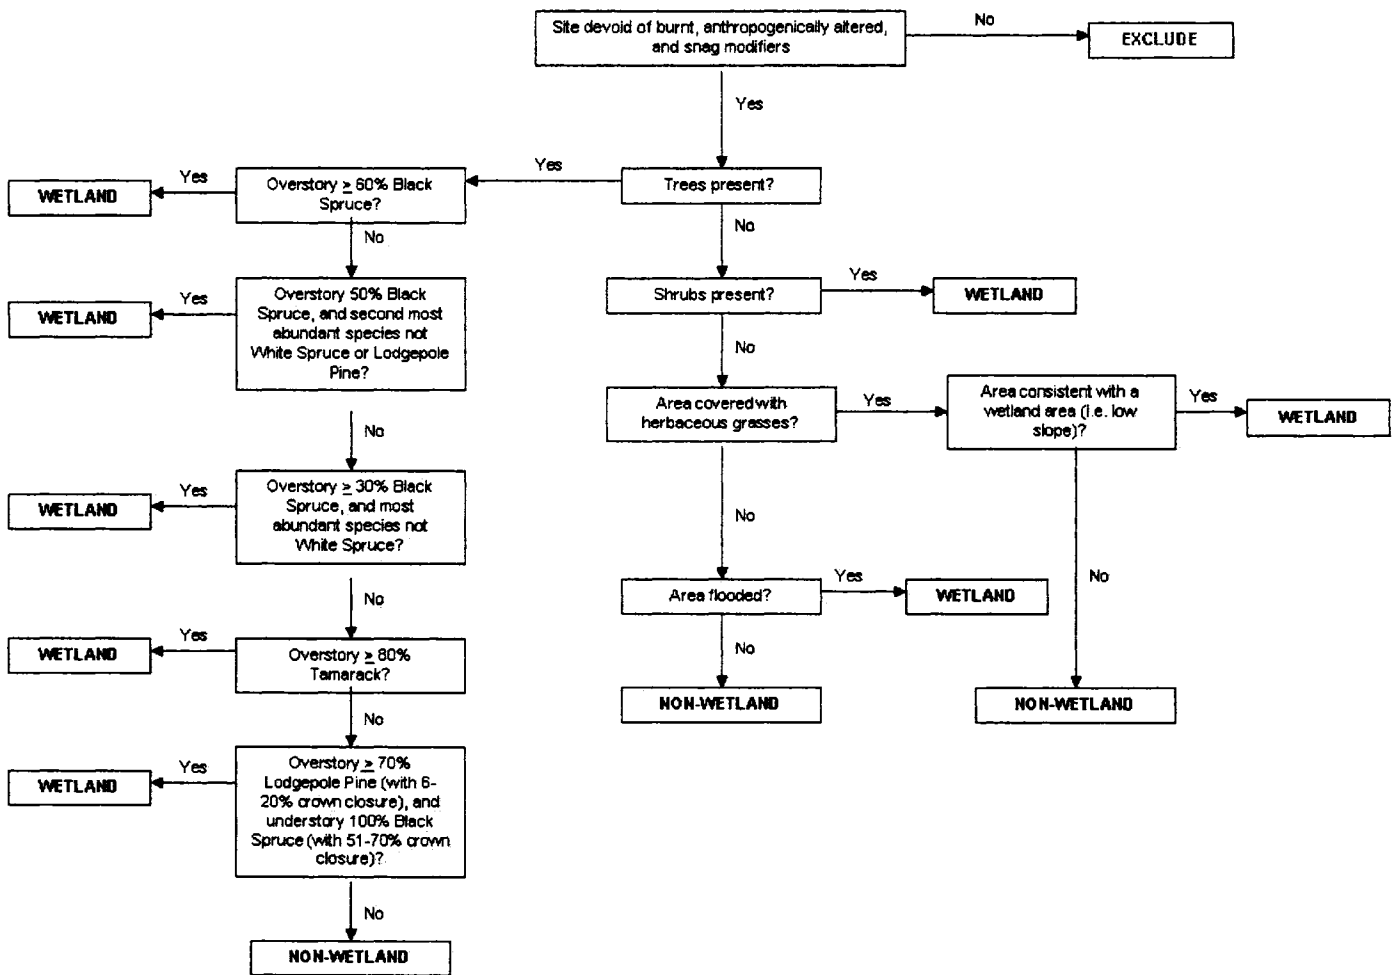 Site devoid of burnt, anthropogenically altered,
and snag modifiers
No
EXCLUDE
Yes
Trees present?
Yes
Overstory ≥ 60% Black
Spruce?
Yes
WETLAND
No
No
Overstory 50% Black
Spruce, and second most
abundant species not
White Spruce or Lodgepole
Pine?
Yes
WETLAND
Shrubs present?
Yes
WETLAND
No
No
Area covered with
herbaceous grasses?
Yes
Area consistent with a
wetland area (i.e. low
slope)?
Yes
WETLAND
Overstory ≥ 30% Black
Spruce, and most
abundant species not
White Spruce?
Yes
WETLAND
No
No
No
Area flooded?
Yes
WETLAND
Overstory ≥ 80%
Tamarack?
Yes
WETLAND
No
No
NON-WETLAND
NON-WETLAND
Overstory ≥ 70%
Lodgepole Pine (with 6-
20% crown closure), and
understory 100% Black
Spruce (with 51-70% crown
closure)?
Yes
WETLAND
No
NON-WETLAND